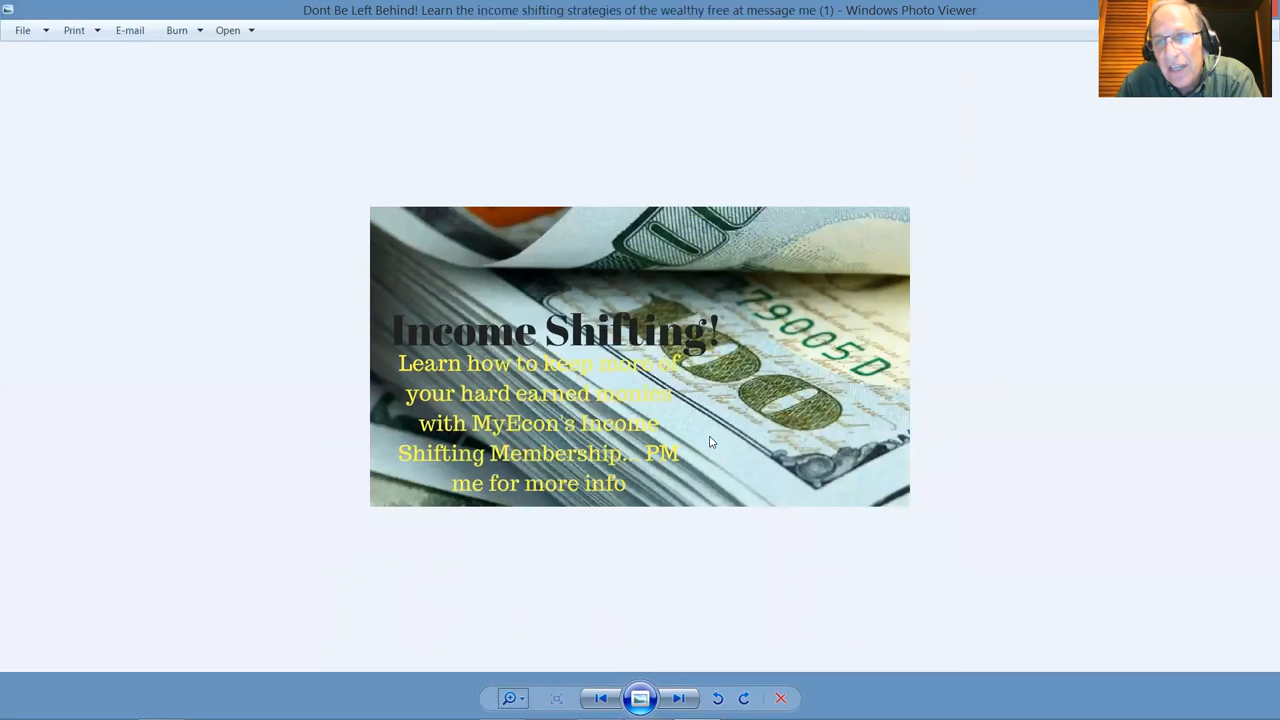 Dont Be Left Behind! Learn the income shifting strategies of the wealthy free at message me (1) - Windows Photo Viewer
File Print E-mail Burn Open
79005D
100
Income Shifting!
Learn how to keep more of
your hard earned monies
with MyEcon's Income
Shifting Membership... PM
me for more info